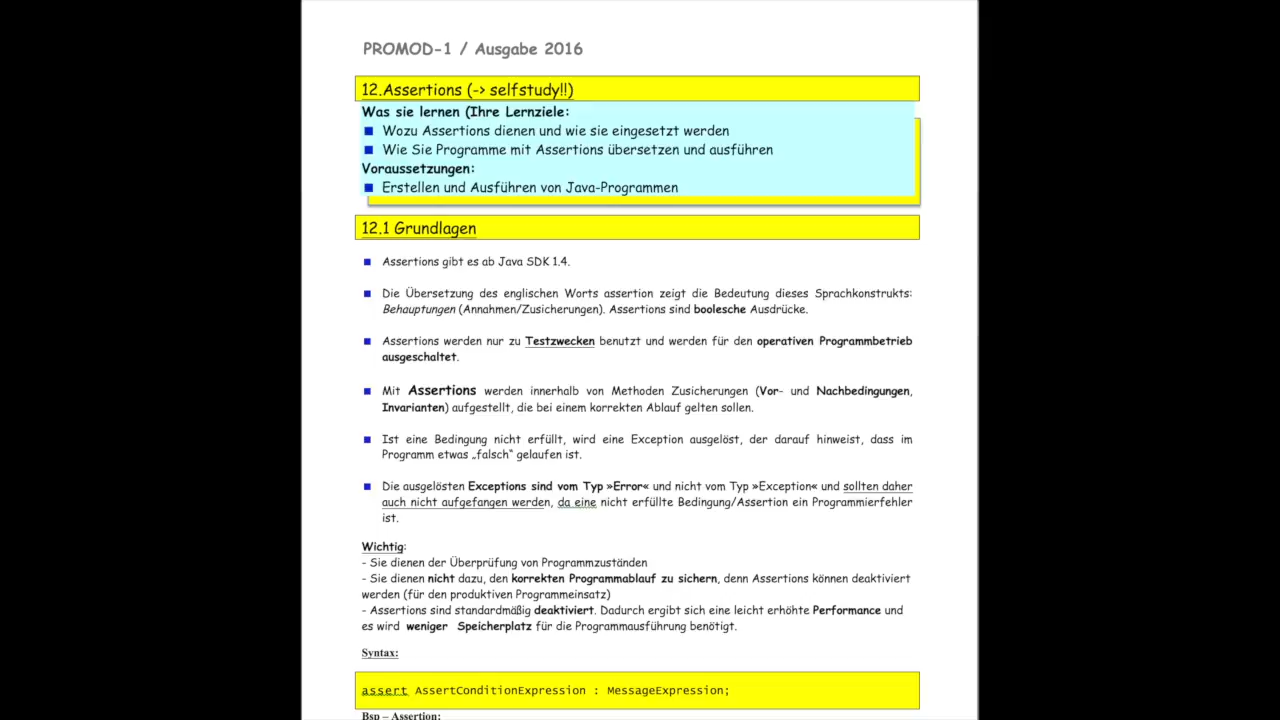 PROMOD-1 / Ausgabe 2016
12.Assertions (-> selfstudy!!)
Was sie lernen (Ihre Lernziele:
Wozu Assertions dienen und wie sie eingesetzt werden
Wie Sie Programme mit Assertions übersetzen und ausführen
Voraussetzungen:
Erstellen und Ausführen von Java-Programmen
12.1 Grundlagen
Assertions gibt es ab Java SDK 1.4.
Die Übersetzung des englischen Worts assertion zeigt die Bedeutung dieses Sprachkonstrukts:
Behauptungen (Annahmen/Zusicherungen). Assertions sind boolesche Ausdrücke.
Assertions werden nur zu Testzwecken benutzt und werden für den operativen Programmbetrieb
ausgeschaltet.
Mit Assertions werden innerhalb von Methoden Zusicherungen (Vor- und Nachbedingungen,
Invarianten) aufgestellt, die bei einem korrekten Ablauf gelten sollen.
Ist eine Bedingung nicht erfüllt, wird eine Exception ausgelöst, der darauf hinweist, dass im
Programm etwas „falsch“ gelaufen ist.
Die ausgelösten Exceptions sind vom Typ »Error« und nicht vom Typ »Exception« und sollten daher
auch nicht aufgefangen werden, da eine nicht erfüllte Bedingung/Assertion ein Programmierfehler
ist.
Wichtig:
- Sie dienen der Überprüfung von Programmzuständen
- Sie dienen nicht dazu, den korrekten Programmablauf zu sichern, denn Assertions können deaktiviert
werden (für den produktiven Programmeinsatz)
- Assertions sind standardmäßig deaktiviert. Dadurch ergibt sich eine leicht erhöhte Performance und
es wird weniger Speicherplatz für die Programmausführung benötigt.
Syntax:
assert AssertConditionExpression : MessageExpression;
Bsp – Assertion: